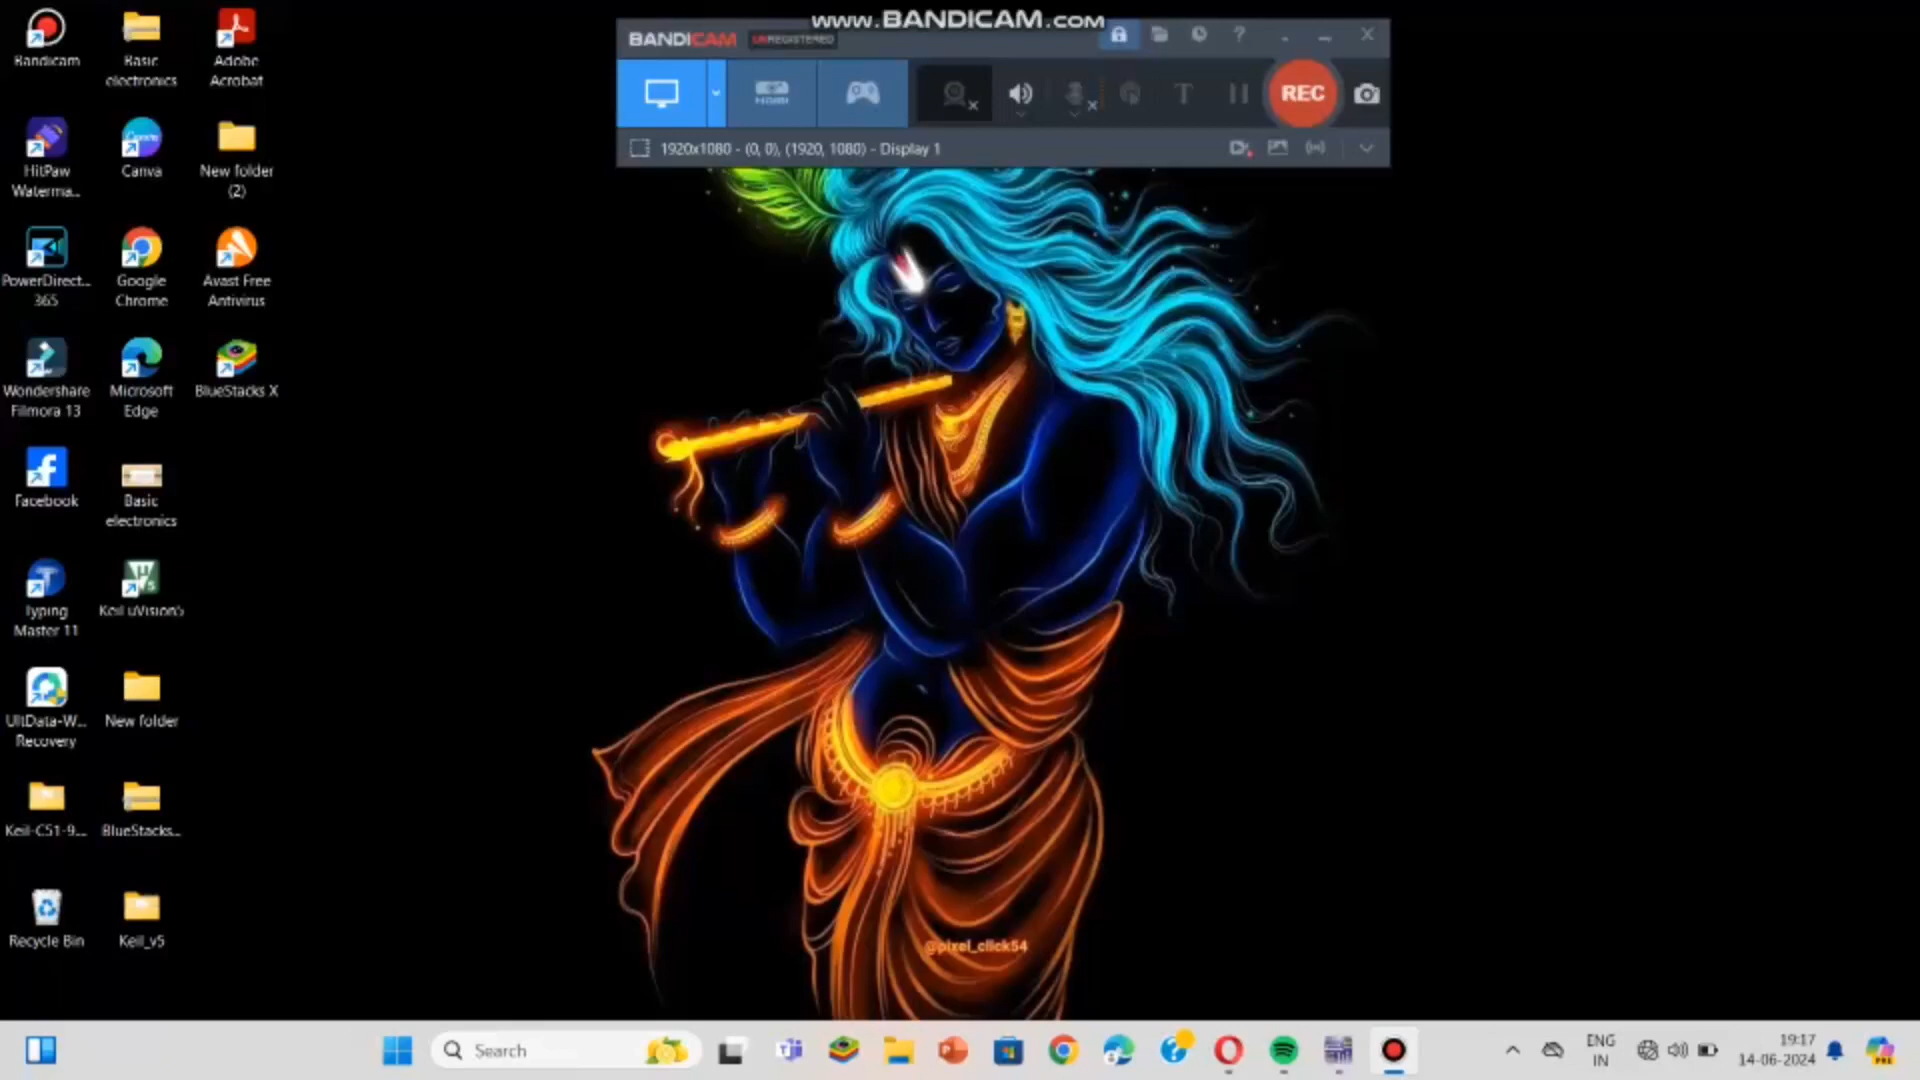 www.BANDICAM.com
BANDICAM UNREGISTERED
HDMI
T
REC
1920x1080 - (0, 0), (1920, 1080) - Display 1
Bandicam
Basic electronics
Adobe Acrobat
HitPaw Waterma...
Canva
New folder (2)
PowerDirect... 365
Google Chrome
Avast Free Antivirus
Wondershare Filmora 13
Microsoft Edge
BlueStacks X
Facebook
Basic electronics
Typing Master 11
Keil uVision5
UltData-W... Recovery
New folder
Keil-C51-9...
BlueStacks...
Recycle Bin
Keil_v5
@pixel_click54
Search
ENG
IN
19:17
14-06-2024